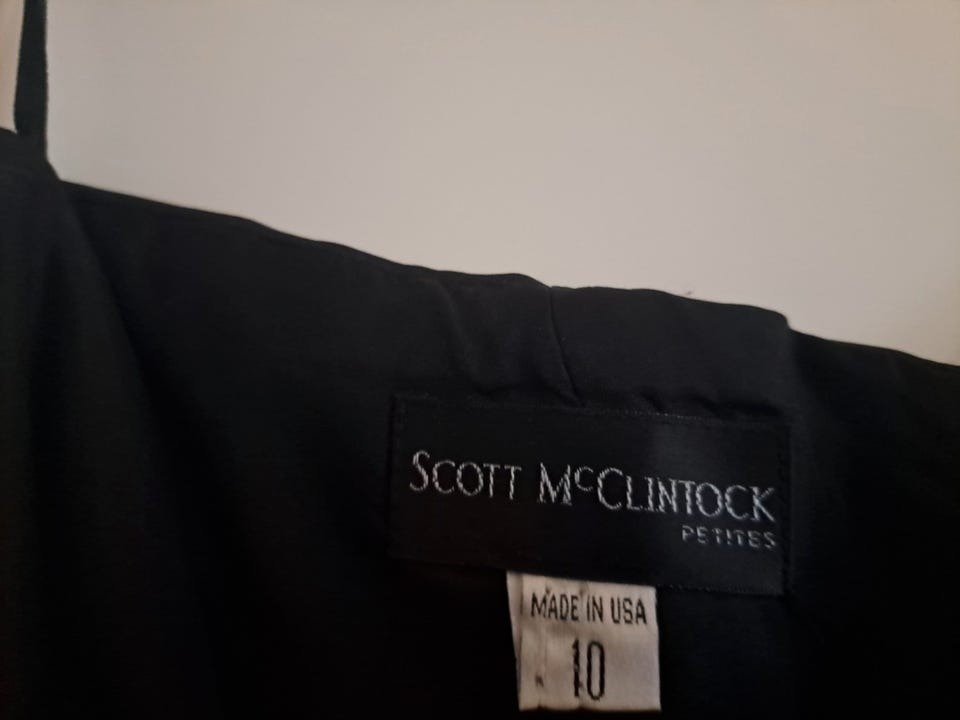 SCOTT McCLINTOCK
PETITES
MADE IN USA
10